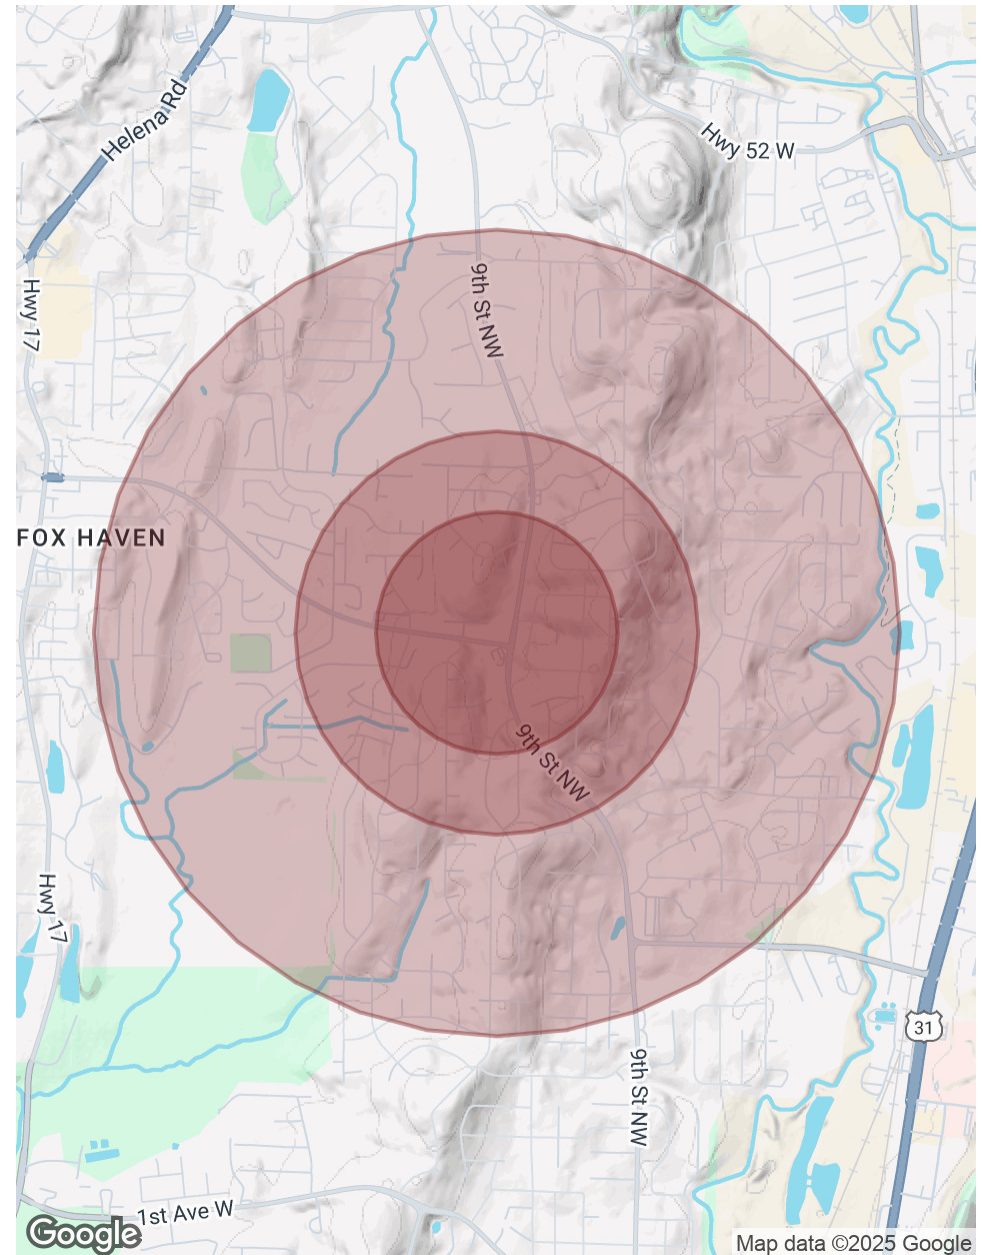 Helena Rd
Hwy 52 W
Hwy 17
9th St NW
FOX HAVEN
9th St NW
Hwy 17
31
9th St NW
1st Ave W
Google
Map data ©2025 Google